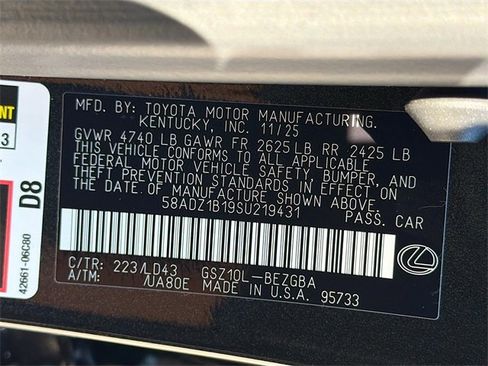 NT
3
D8
42661-06C80
MFD. BY: TOYOTA MOTOR MANUFACTURING,
KENTUCKY, INC. 11/25
GVWR 4740 LB GAWR FR 2625 LB RR 2425 LB
THIS VEHICLE CONFORMS TO ALL APPLICABLE
FEDERAL MOTOR VEHICLE SAFETY, BUMPER, AND
THEFT PREVENTION STANDARDS IN EFFECT ON
THE DATE OF MANUFACTURE SHOWN ABOVE.
58ADZ1B19SU219431 PASS. CAR
C/TR: 223/LD43 GSZ10L-BEZGBA
A/TM: /UA80E MADE IN U.S.A. 95733